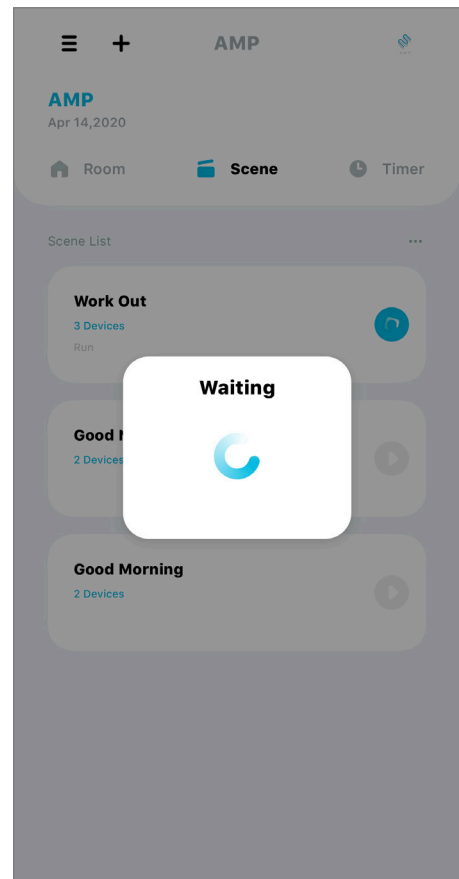 AMP
AMP
Apr 14,2020
Room
Scene
Timer
Scene List
Work Out
3 Devices
Run
Waiting
Good
2 Devices
Good Morning
2 Devices